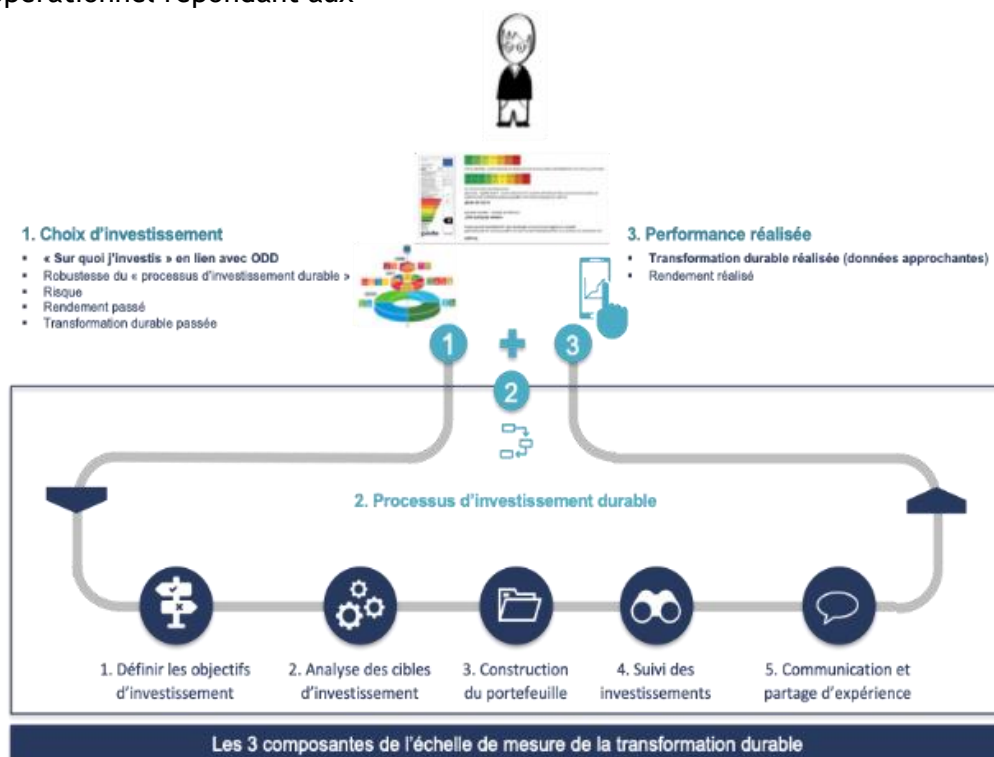 opérationnel répondant aux
1. Choix d'investissement
« Sur quoi j'investis » en lien avec ODD
Robustesse du « processus d'investissement durable »
Risque
Rendement passé
Transformation durable passée
3. Performance réalisée
Transformation durable réalisée (données approchantes)
Rendement réalisé
1
3
2
2. Processus d'investissement durable
1. Définir les objectifs
d'investissement
2. Analyse des cibles
d'investissement
3. Construction
du portefeuille
4. Suivi des
investissements
5. Communication et
partage d'expérience
Les 3 composantes de l'échelle de mesure de la transformation durable